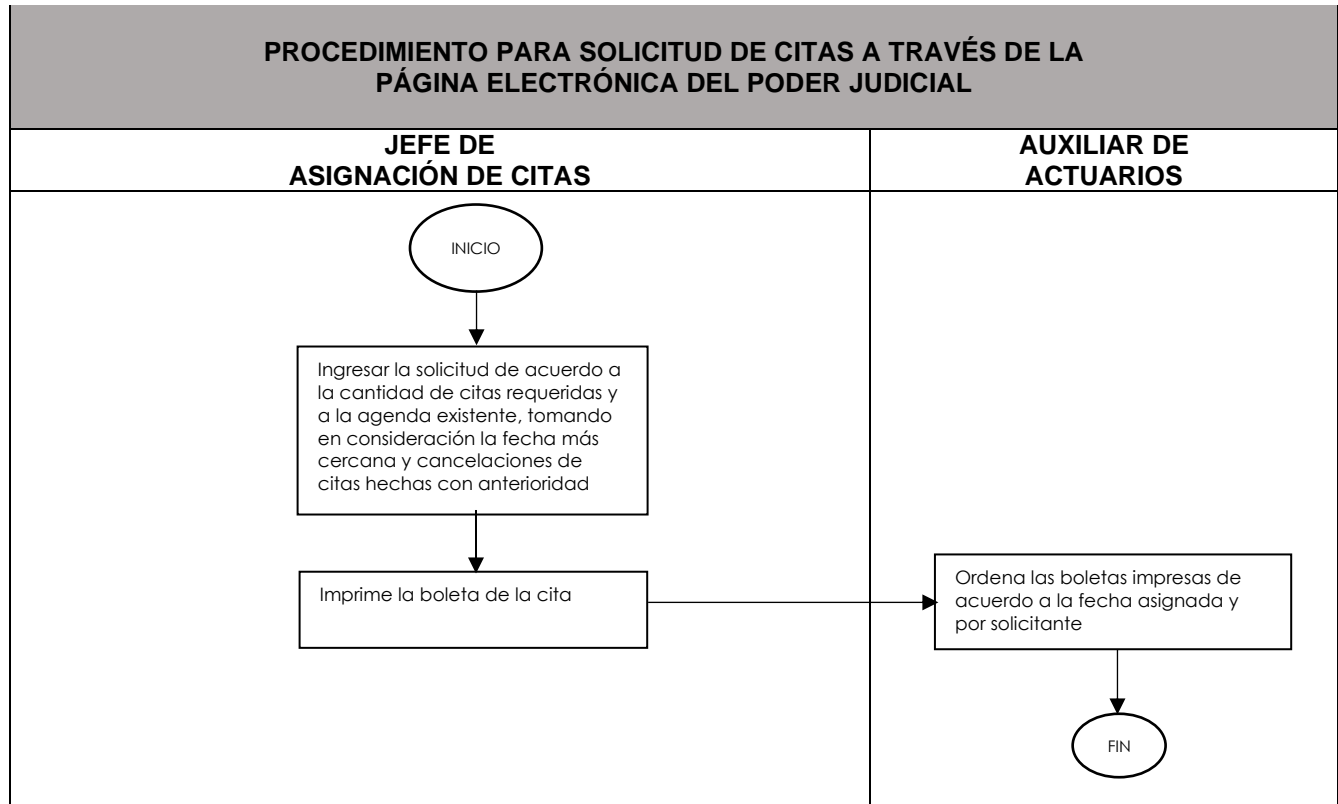 PROCEDIMIENTO PARA SOLICITUD DE CITAS A TRAVÉS DE LA
PÁGINA ELECTRÓNICA DEL PODER JUDICIAL
JEFE DE
ASIGNACIÓN DE CITAS
AUXILIAR DE
ACTUARIOS
INICIO
Ingresar la solicitud de acuerdo a
la cantidad de citas requeridas y
a la agenda existente, tomando
en consideración la fecha más
cercana y cancelaciones de
citas hechas con anterioridad
Imprime la boleta de la cita
Ordena las boletas impresas de
acuerdo a la fecha asignada y
por solicitante
FIN